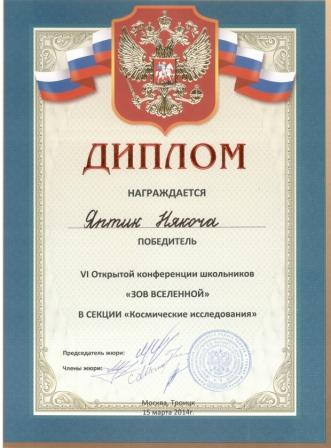 ДИПЛОМ
НАГРАЖДАЕТСЯ
Яптик Някоча
ПОБЕДИТЕЛЬ
VI Открытой конференции школьников
«ЗОВ ВСЕЛЕННОЙ»
В СЕКЦИИ «Космические исследования»
Председатель жюри:
Члены жюри:
Москва, Троицк
15 марта 2014г.